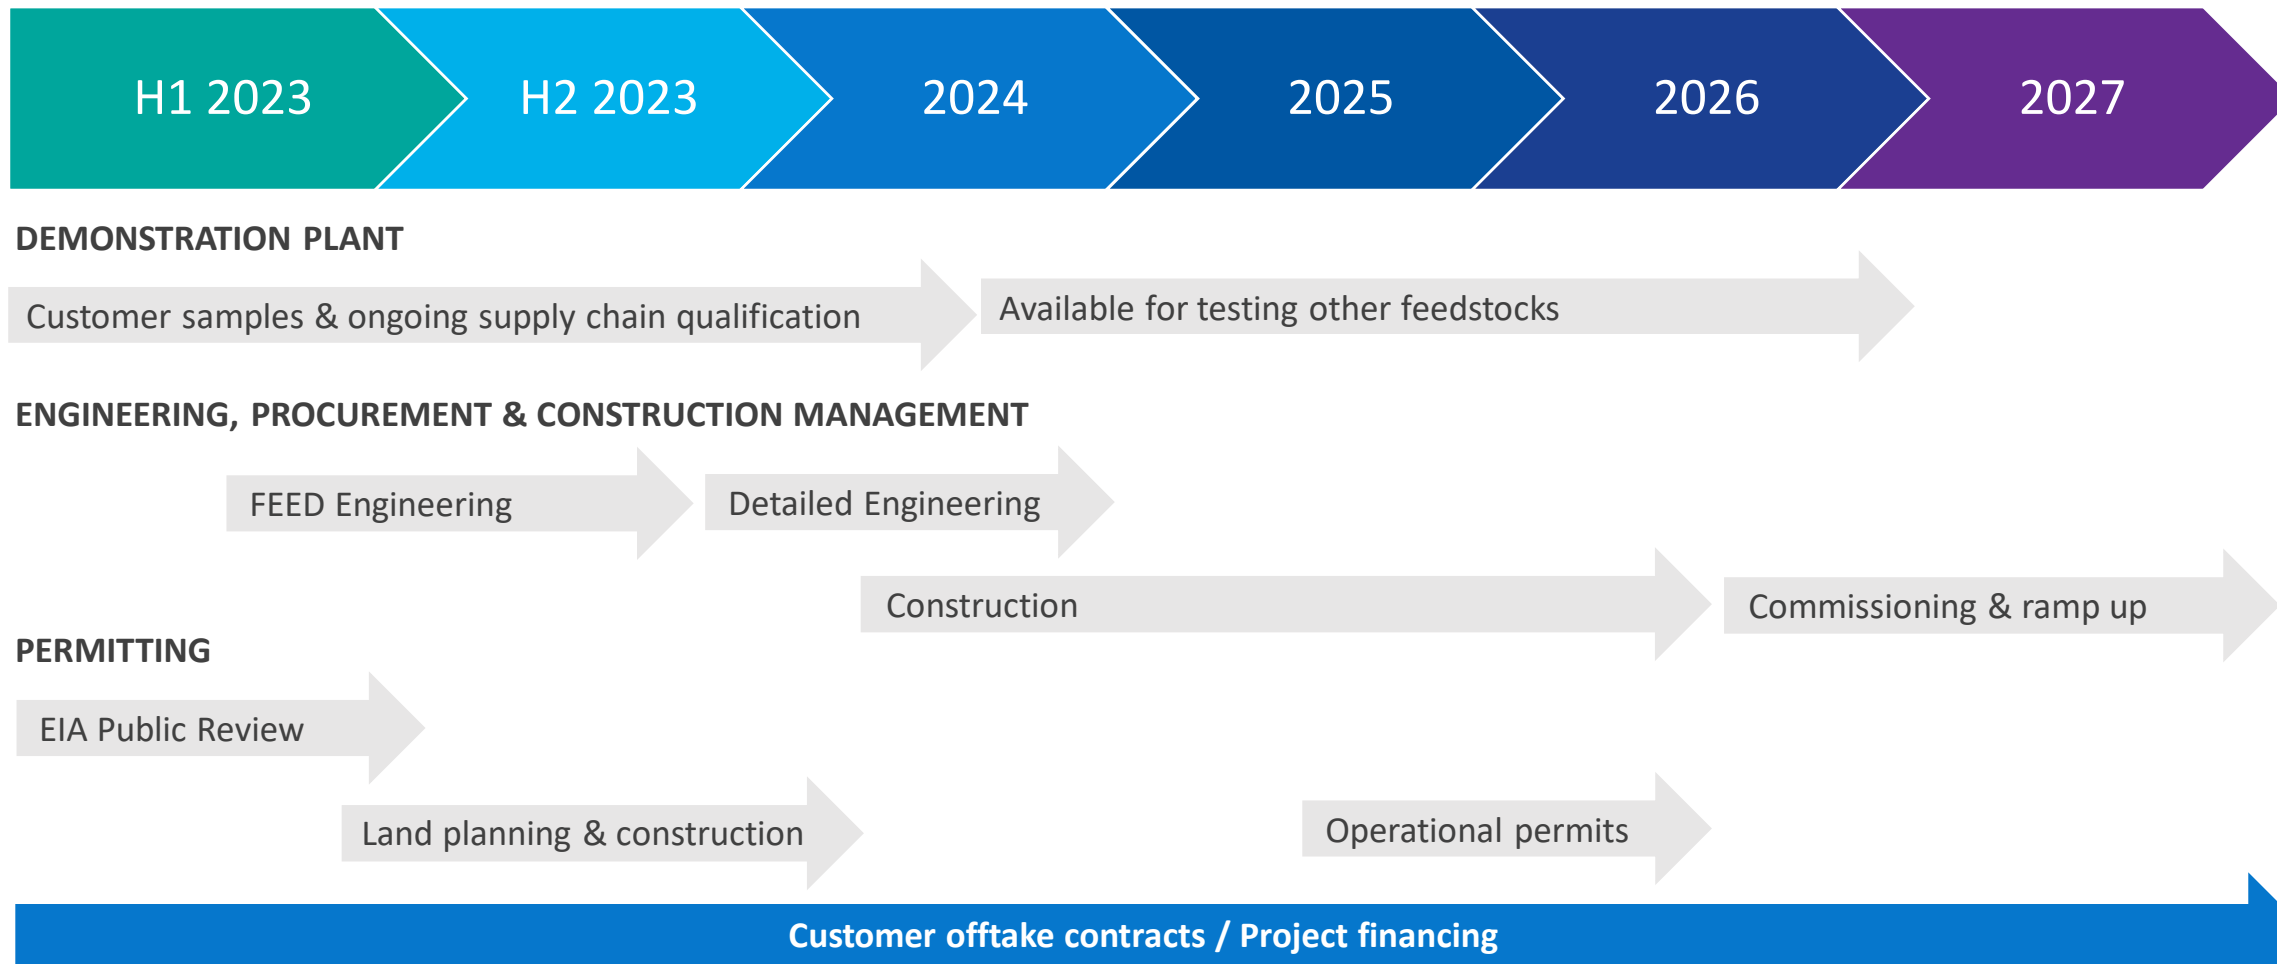 H1 2023
H2 2023
2024
2025
2026
2027
DEMONSTRATION PLANT
Customer samples & ongoing supply chain qualification
Available for testing other feedstocks
ENGINEERING, PROCUREMENT & CONSTRUCTION MANAGEMENT
FEED Engineering
Detailed Engineering
Construction
Commissioning & ramp up
PERMITTING
EIA Public Review
Land planning & construction
Operational permits
Customer offtake contracts / Project financing